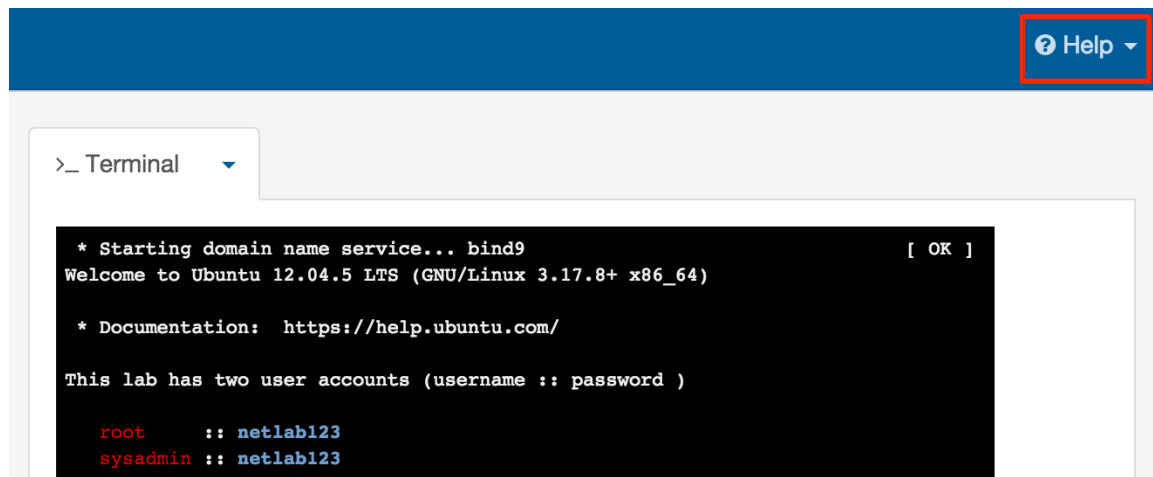 Help
>_ Terminal
* Starting domain name service... bind9 [ OK ]
Welcome to Ubuntu 12.04.5 LTS (GNU/Linux 3.17.8+ x86_64)
* Documentation: https://help.ubuntu.com/
This lab has two user accounts (username :: password )
root :: netlab123
sysadmin :: netlab123